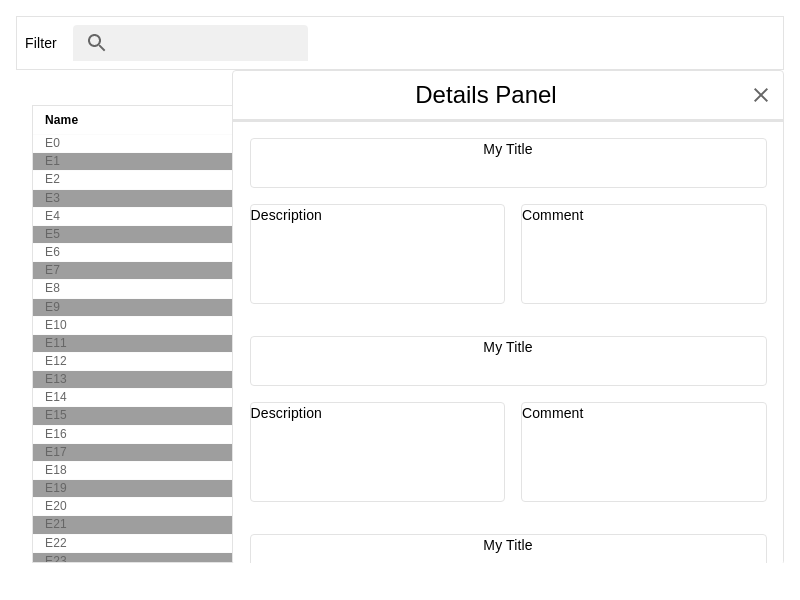 Filter
Details Panel
Name
E0
E1
E2
E3
E4
E5
E6
E7
E8
E9
E10
E11
E12
E13
E14
E15
E16
E17
E18
E19
E20
E21
E22
E23
My Title
Description
Comment
My Title
Description
Comment
My Title